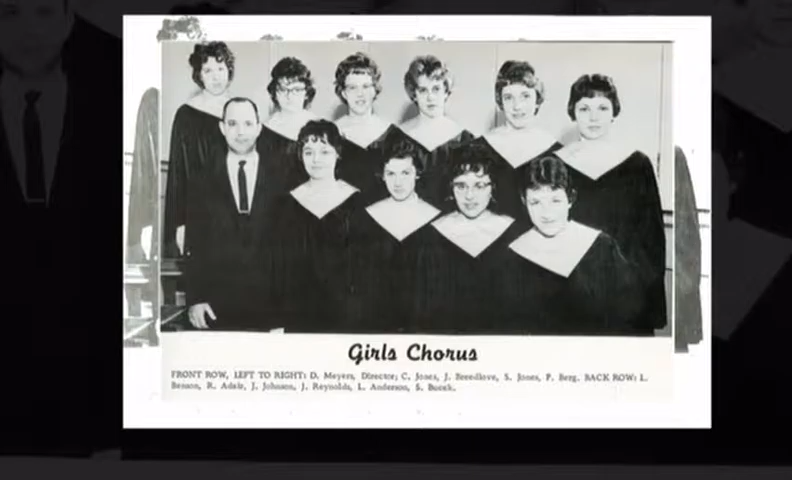 Girls Chorus
FRONT ROW, LEFT TO RIGHT: D. Meyers, Director; C. Jones, J. Breedlove, S. Jones, P. Berg. BACK ROW: L.
Benson, R. Adair, J. Johnson, J. Reynolds, L. Anderson, S.